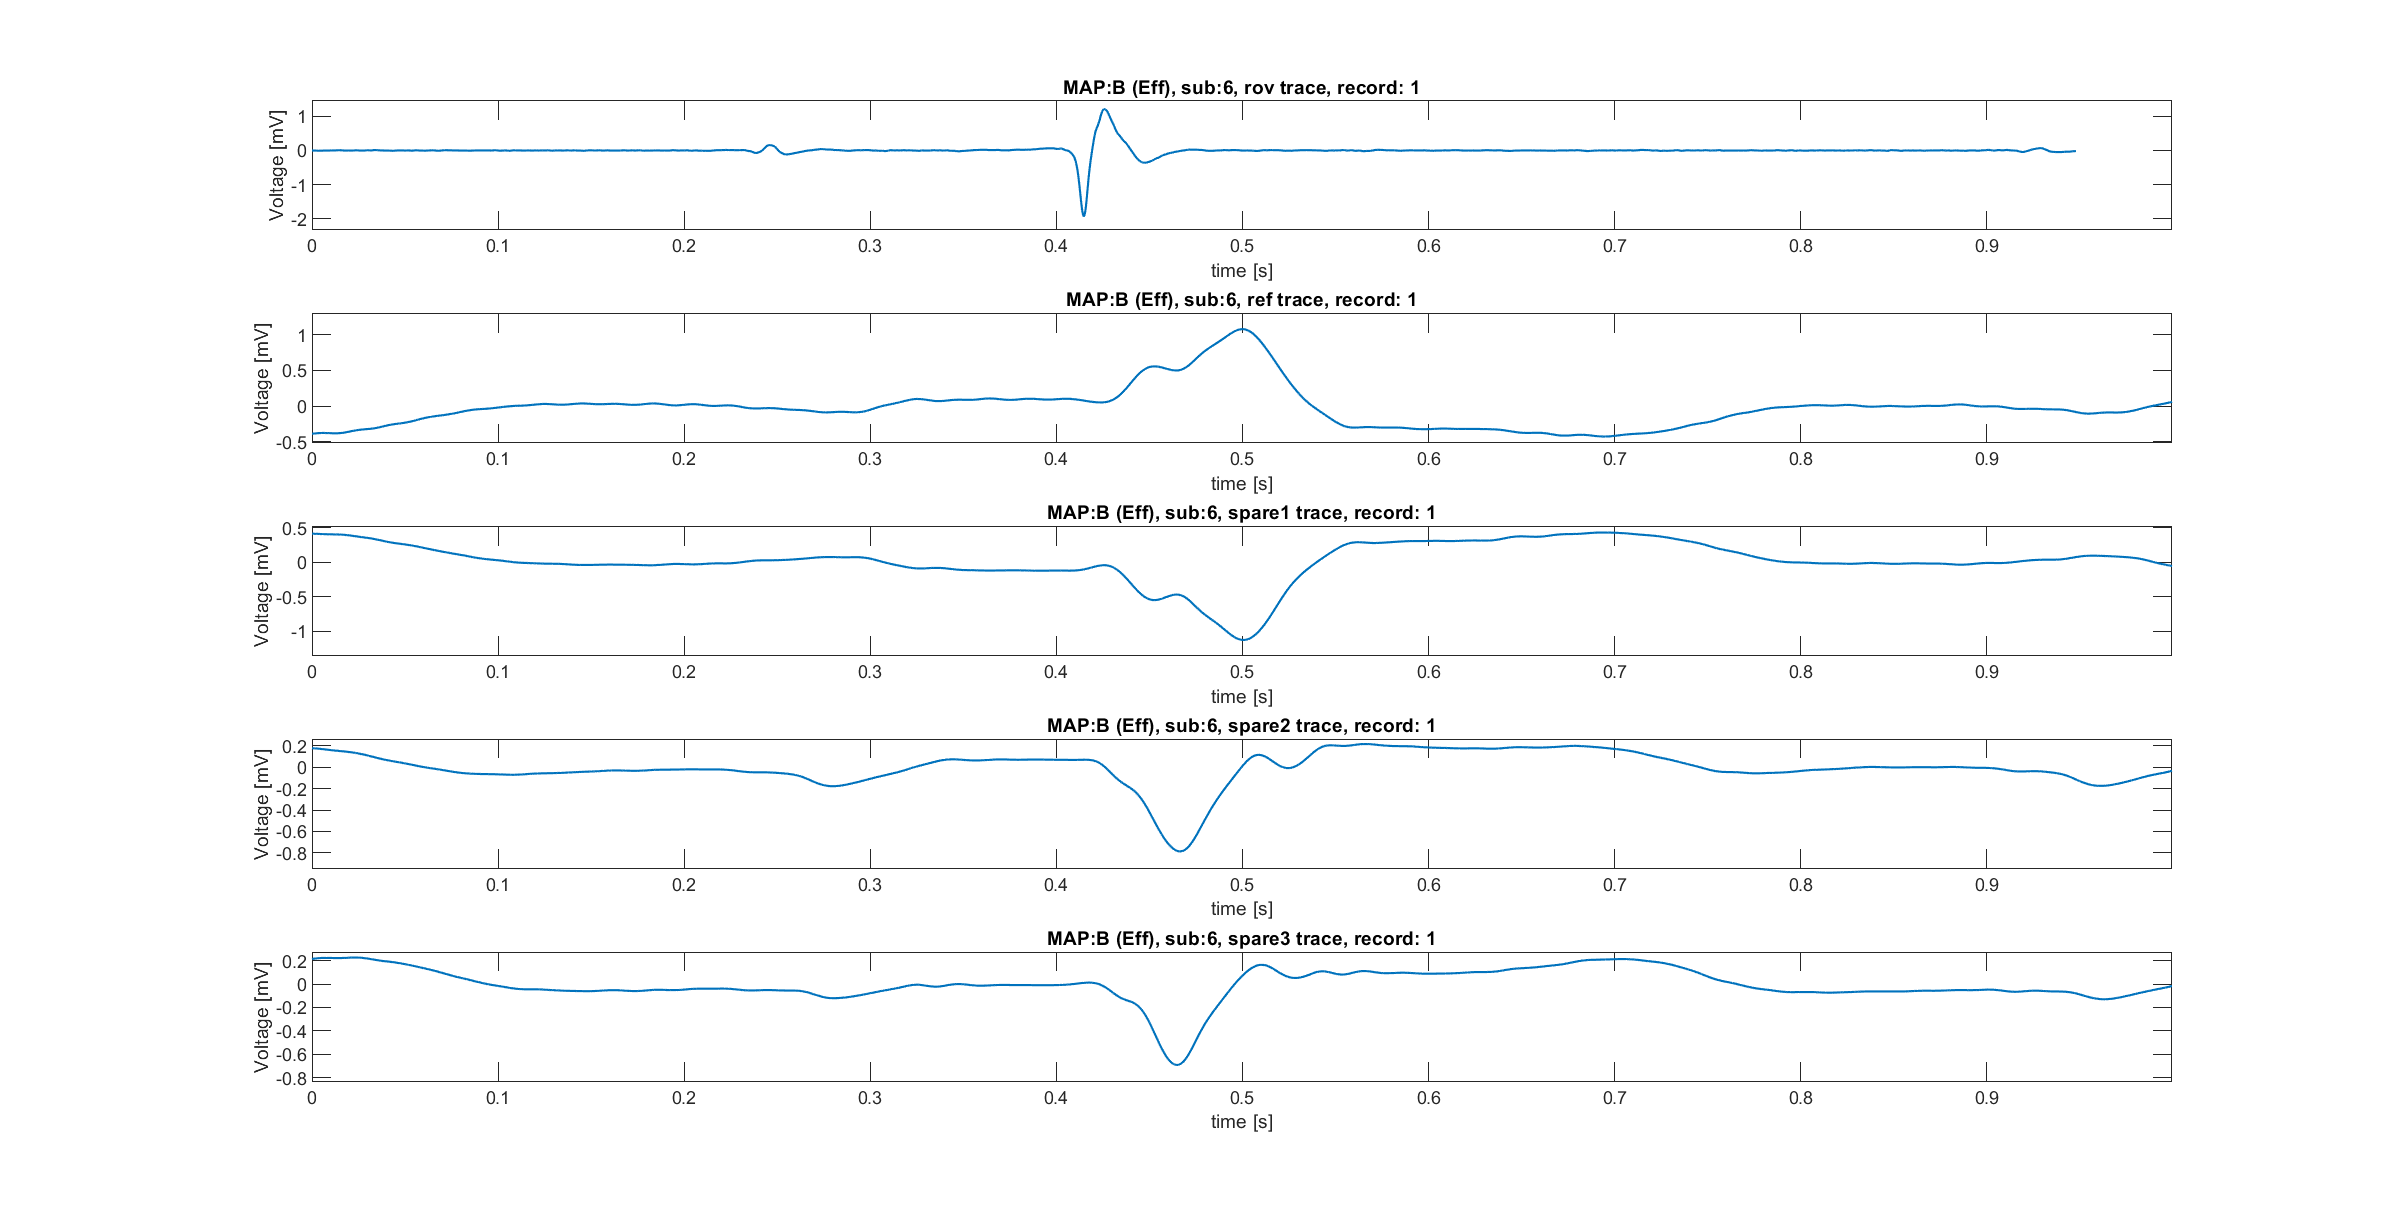 MAP:B (Eff), sub:6, rov trace, record: 1
Voltage [mV]
1
0
-1
-2
0 0.1 0.2 0.3 0.4 0.5 0.6 0.7 0.8 0.9
time [s]
MAP:B (Eff), sub:6, ref trace, record: 1
Voltage [mV]
1
0.5
0
-0.5
0 0.1 0.2 0.3 0.4 0.5 0.6 0.7 0.8 0.9
time [s]
MAP:B (Eff), sub:6, spare1 trace, record: 1
Voltage [mV]
0.5
0
-0.5
-1
0 0.1 0.2 0.3 0.4 0.5 0.6 0.7 0.8 0.9
time [s]
MAP:B (Eff), sub:6, spare2 trace, record: 1
Voltage [mV]
0.2
0
-0.2
-0.4
-0.6
-0.8
0 0.1 0.2 0.3 0.4 0.5 0.6 0.7 0.8 0.9
time [s]
MAP:B (Eff), sub:6, spare3 trace, record: 1
Voltage [mV]
0.2
0
-0.2
-0.4
-0.6
-0.8
0 0.1 0.2 0.3 0.4 0.5 0.6 0.7 0.8 0.9
time [s]